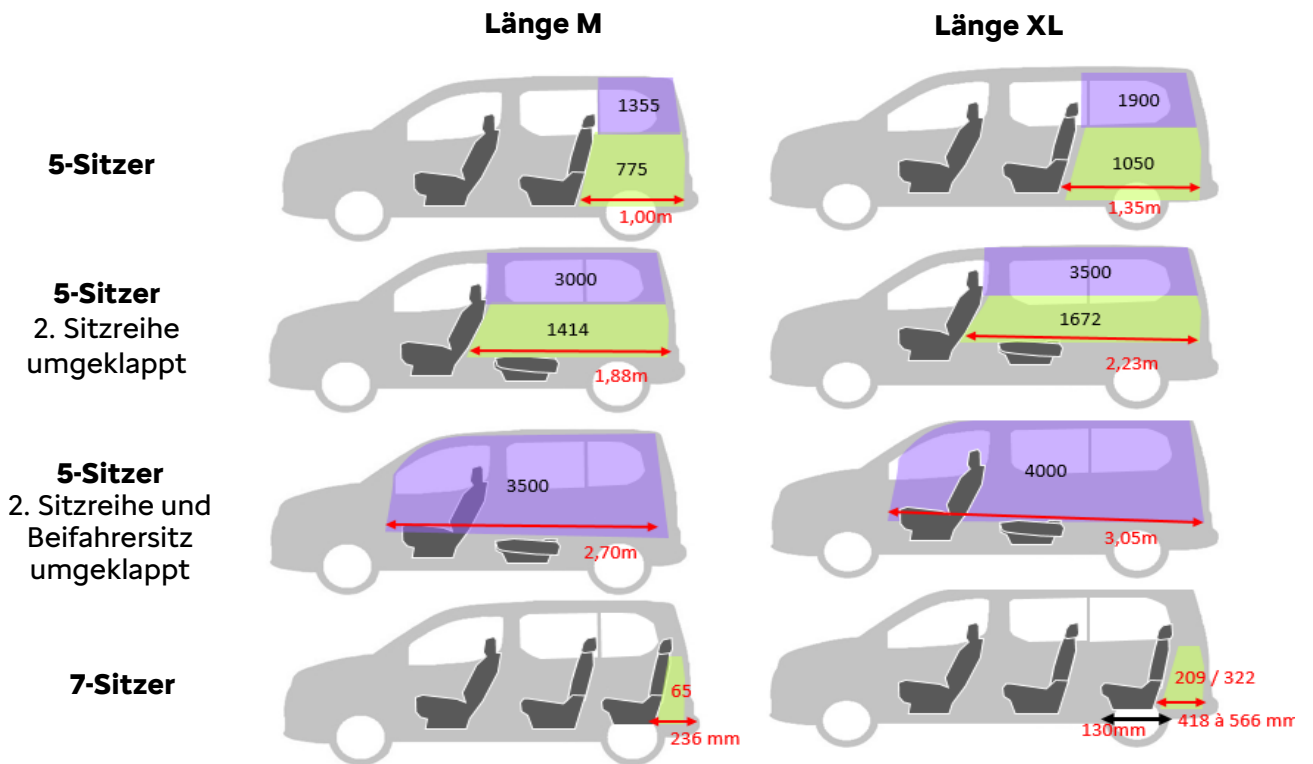 Länge M
Länge XL
5-Sitzer
1355
775
1,00m
1900
1050
1,35m
5-Sitzer
2. Sitzreihe
umgeklappt
3000
1414
1,88m
3500
1672
2,23m
5-Sitzer
2. Sitzreihe und
Beifahrersitz
umgeklappt
3500
2,70m
4000
3,05m
7-Sitzer
65
236 mm
209 / 322
130mm
418 à 566 mm